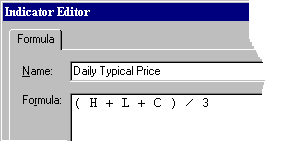 Indicator Editor
Formula
Name: Daily Typical Price
Formula: ( H + L + C ) / 3